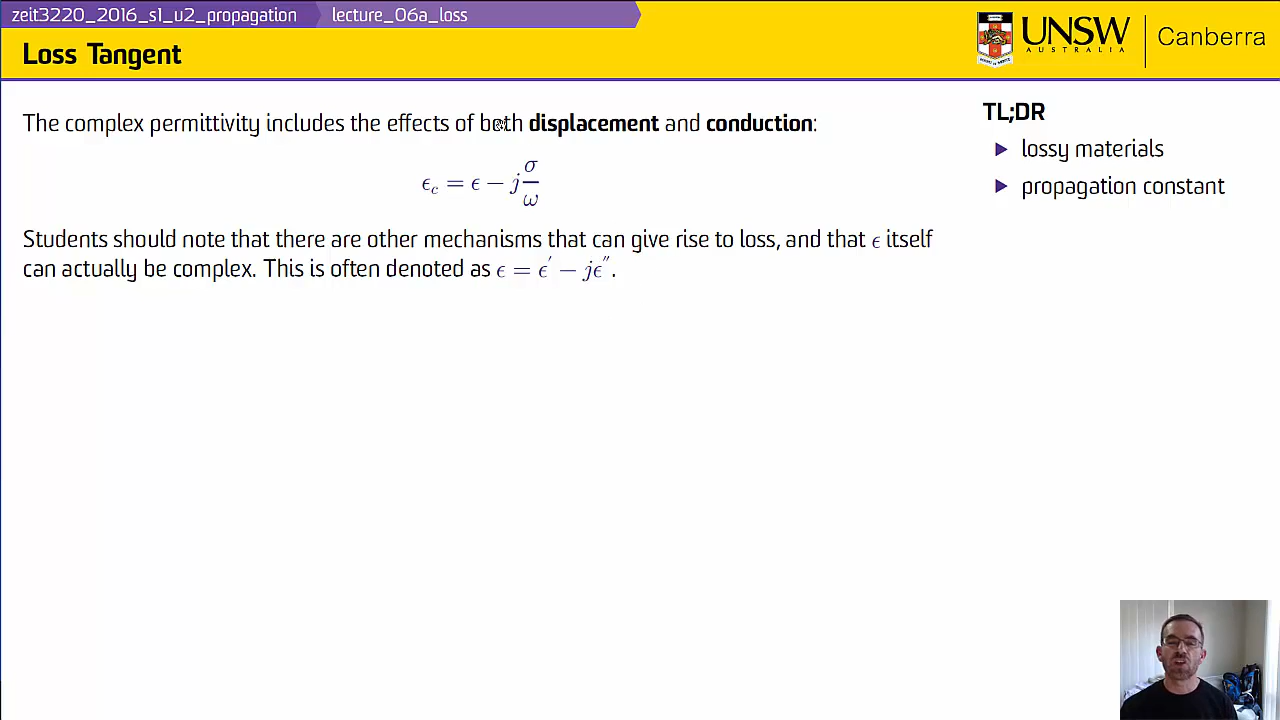 zeit3220_2016_s1_u2_propagation lecture_06a_loss
Loss Tangent
UNSW
AUSTRALIA
Canberra
The complex permittivity includes the effects of both displacement and conduction:
ϵc = ϵ − j σ/ω
Students should note that there are other mechanisms that can give rise to loss, and that ϵ itself
can actually be complex. This is often denoted as ϵ = ϵ′ − jϵ″.
TL;DR
lossy materials
propagation constant